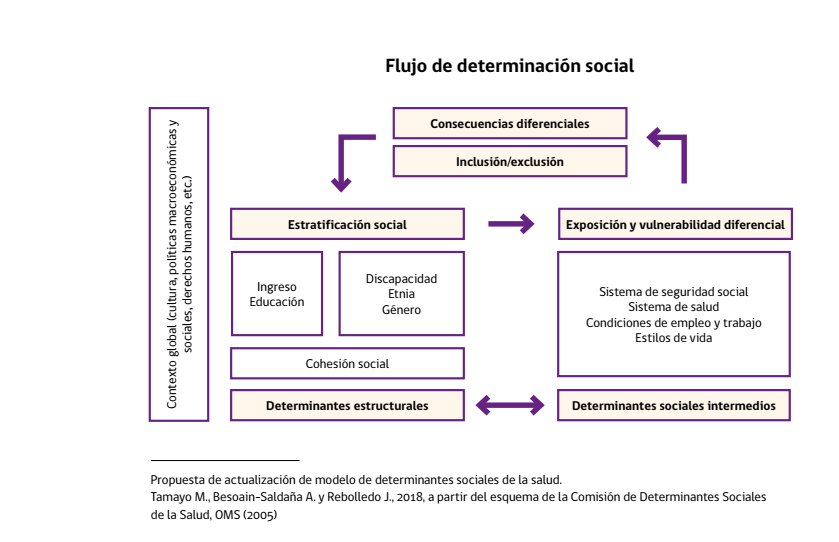 Flujo de determinación social
Contexto global (cultura, políticas macroeconómicas y
sociales, derechos humanos, etc.)
Consecuencias diferenciales
Inclusión/exclusión
Estratificación social
Exposición y vulnerabilidad diferencial
Ingreso
Educación
Discapacidad
Etnia
Género
Sistema de seguridad social
Sistema de salud
Condiciones de empleo y trabajo
Estilos de vida
Cohesión social
Determinantes estructurales
Determinantes sociales intermedios
Propuesta de actualización de modelo de determinantes sociales de la salud.
Tamayo M., Besoain-Saldaña A. y Rebolledo J., 2018, a partir del esquema de la Comisión de Determinantes Sociales
de la Salud, OMS (2005)